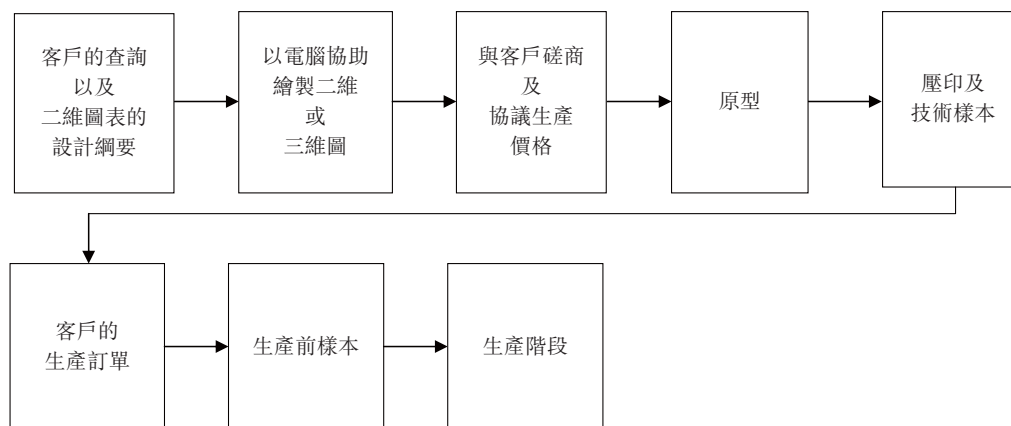 客戶的查詢
以及
二維圖表的
設計綱要
以電腦協助
繪製二維
或
三維圖
與客戶磋商
及
協議生產
價格
原型
壓印及
技術樣本
客戶的
生產訂單
生產前樣本
生產階段